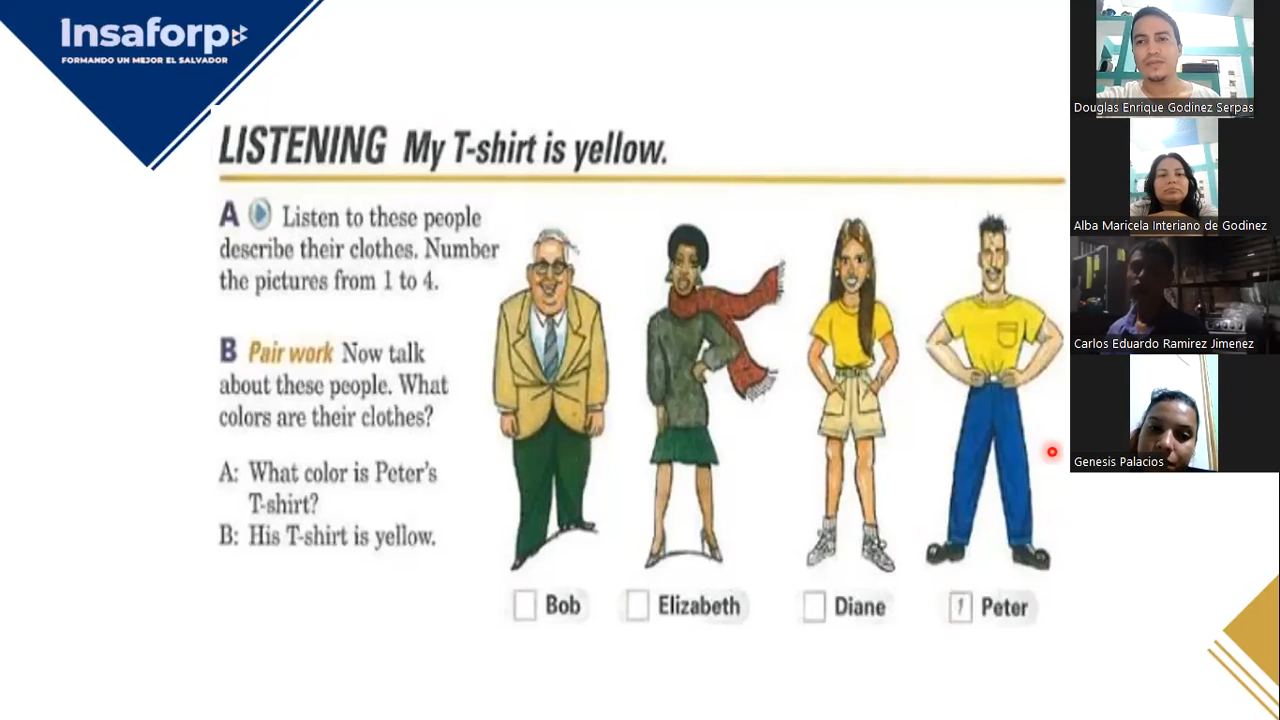 Insaforp
FORMANDO UN MEJOR EL SALVADOR
LISTENING My T-shirt is yellow.
A Listen to these people
describe their clothes. Number
the pictures from 1 to 4.
B Pair work Now talk
about these people. What
colors are their clothes?
A: What color is Peter's
T-shirt?
B: His T-shirt is yellow.
Bob
Elizabeth
Diane
1 Peter
Douglas Enrique Godinez Serpas
Alba Maricela Interiano de Godinez
Carlos Eduardo Ramirez Jimenez
Genesis Palacios